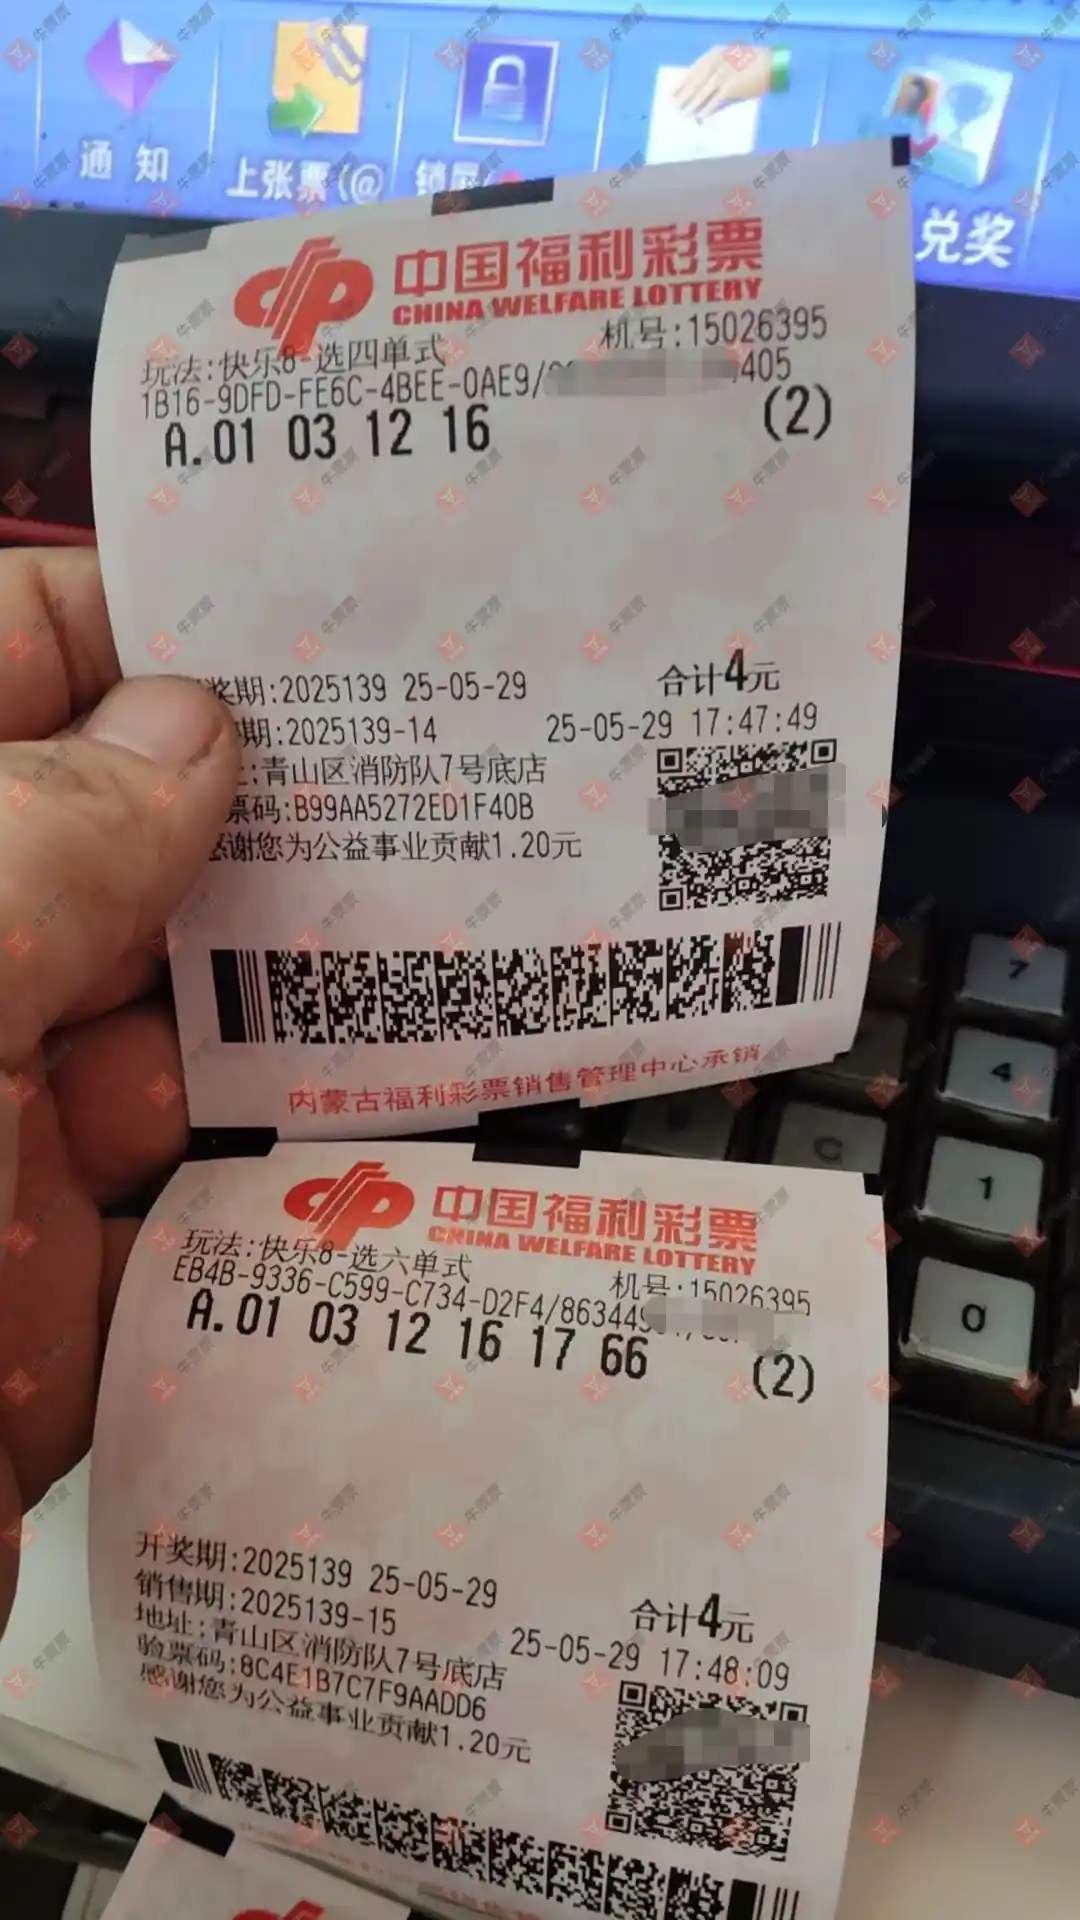 通 知
上张票(@
锁屏
兑奖
中国福利彩票
CHINA WELFARE LOTTERY
机号:15026395
玩法:快乐8-选四单式
1B16-9DFD-FE6C-4BEE-0AE9/ 405
A.01 03 12 16 (2)
奖期:2025139 25-05-29
合计4元
期:2025139-14 25-05-29 17:47:49
:青山区消防队7号底店
票码:B99AA5272ED1F40B
感谢您为公益事业贡献1.20元
内蒙古福利彩票销售管理中心承销
中国福利彩票
CHINA WELFARE LOTTERY
玩法:快乐8-选六单式
机号:15026395
EB4B-9336-C599-C734-D2F4/86344
A.01 03 12 16 17 66 (2)
开奖期:2025139 25-05-29
合计4元
销售期:2025139-15 25-05-29 17:48:09
地址:青山区消防队7号底店
验票码:8C4E1B7C7F9AADD6
感谢您为公益事业贡献1.20元
7
4
C
1
0
牛票票